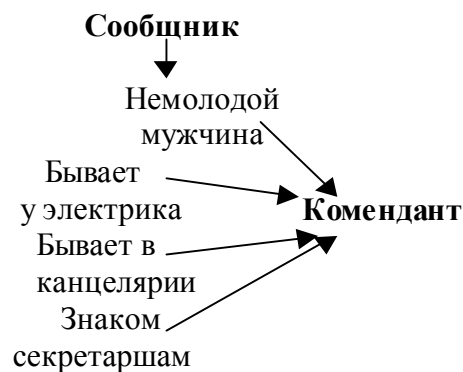 Сообщник
Немолодой
мужчина
Бывает
у электрика
Комендант
Бывает в
канцелярии
Знаком
секретаршам